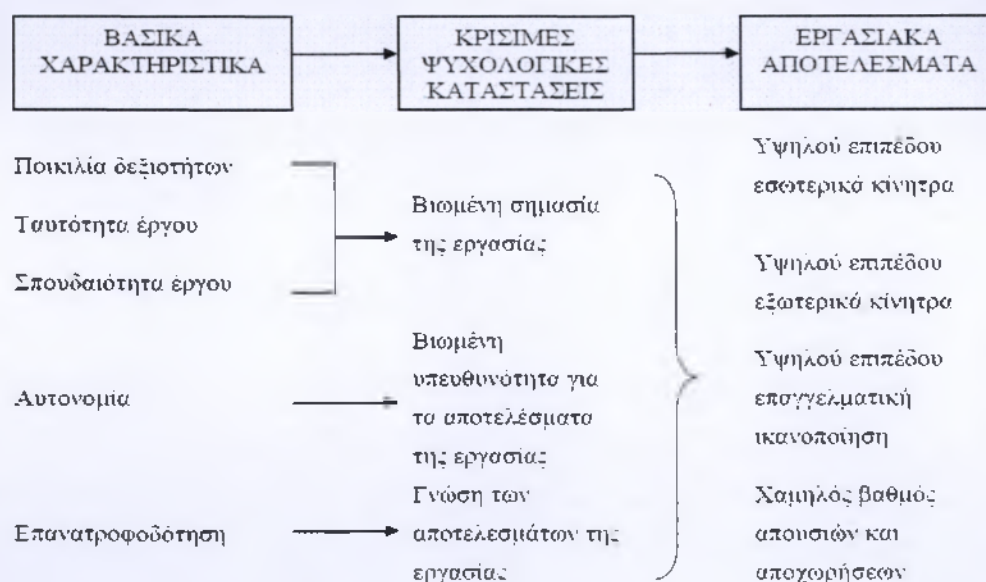 ΒΑΣΙΚΑ
ΧΑΡΑΚΤΗΡΙΣΤΙΚΑ
ΚΡΙΣΙΜΕΣ
ΨΥΧΟΛΟΓΙΚΕΣ
ΚΑΤΑΣΤΑΣΕΙΣ
ΕΡΓΑΣΙΑΚΑ
ΑΠΟΤΕΛΕΣΜΑΤΑ
Ποικιλία δεξιοτήτων
Ταυτότητα έργου
Σπουδαιότητα έργου
Αυτονομία
Επανατροφοδότηση
Βιωμένη σημασία
της εργασίας
Βιωμένη
υπευθυνότητα για
τα αποτελέσματα
της εργασίας
Γνώση των
αποτελεσμάτων της
εργασίας
Υψηλού επιπέδου
εσωτερικά κίνητρα
Υψηλού επιπέδου
εξωτερικά κίνητρα
Υψηλού επιπέδου
επαγγελματική
ικανοποίηση
Χαμηλός βαθμός
απουσιών και
αποχωρήσεων